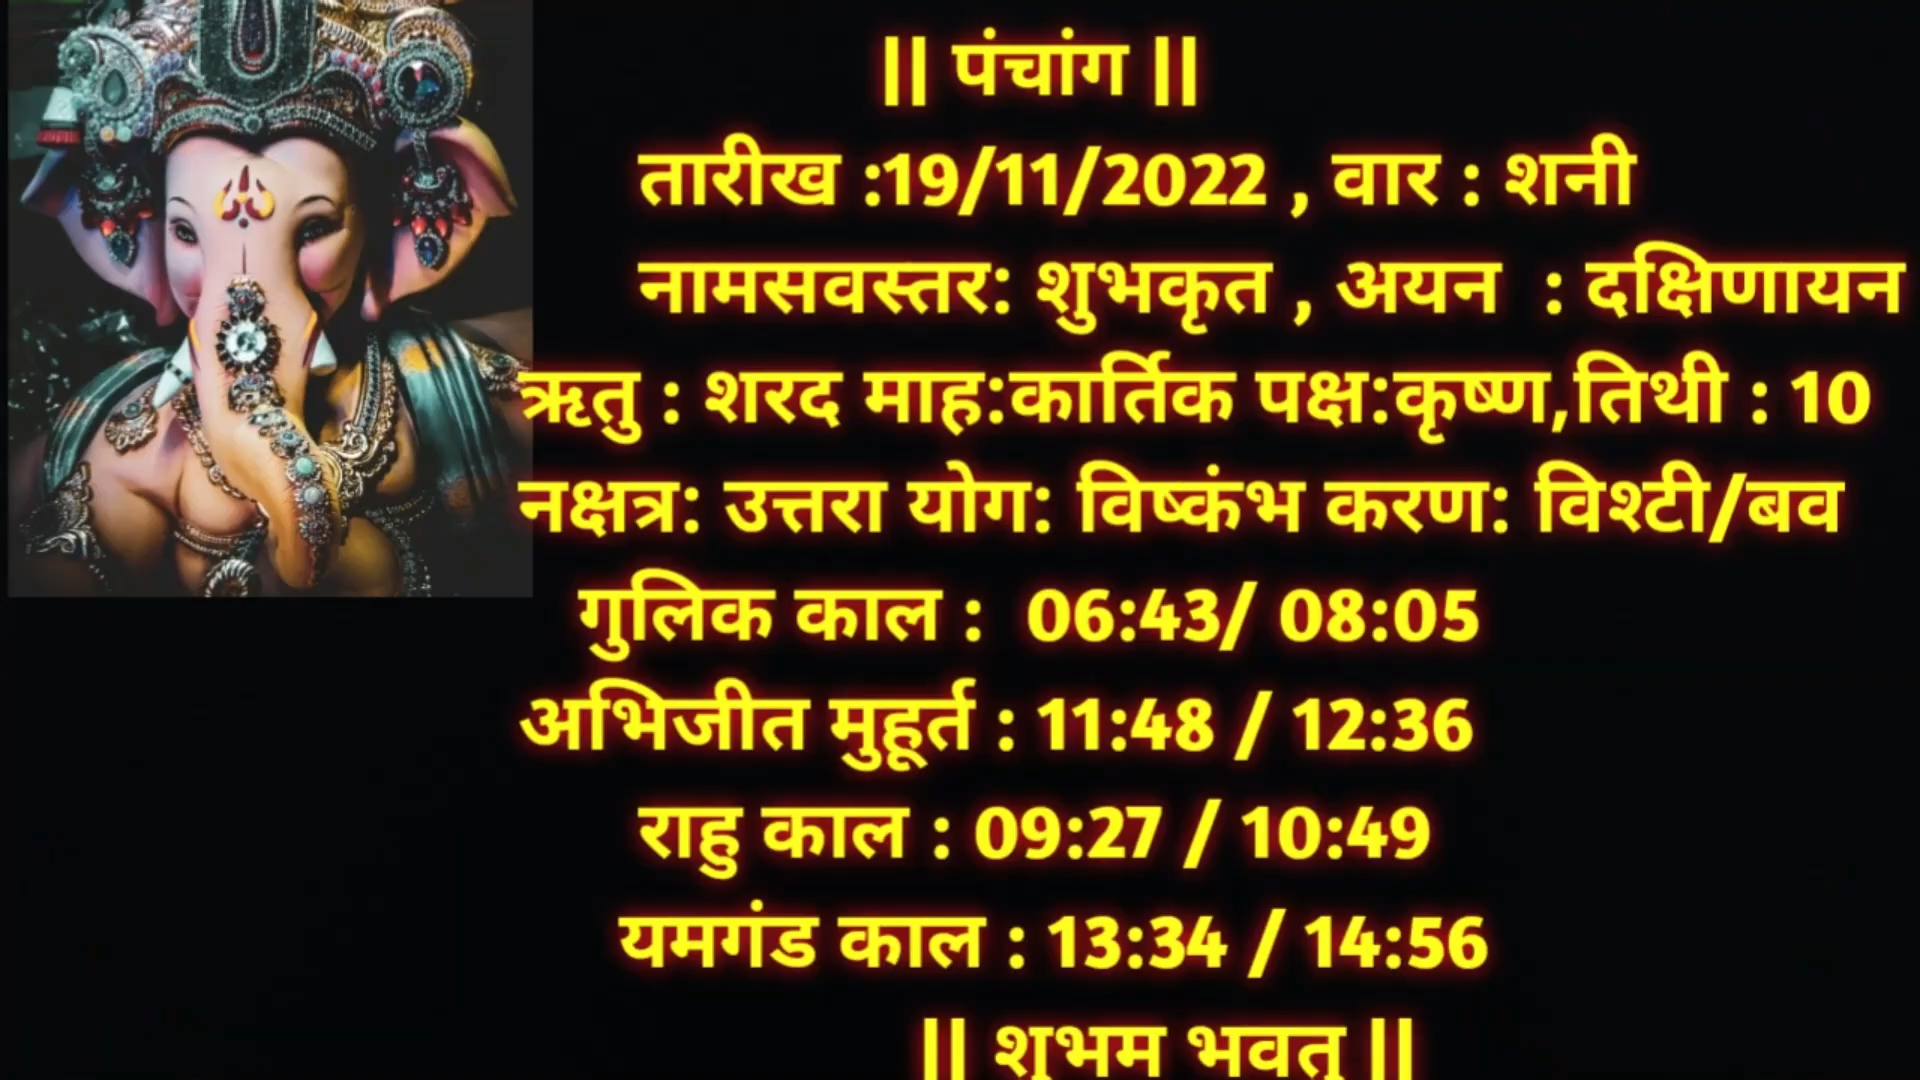 || पंचांग ||
तारीख :19/11/2022 , वार : शनी
नामसवस्तर: शुभकृत , अयन : दक्षिणायन
ऋतु : शरद माह:कार्तिक पक्ष:कृष्ण,तिथी : 10
नक्षत्र: उत्तरा योग: विष्कंभ करण: विश्टी/बव
गुलिक काल : 06:43/ 08:05
अभिजीत मुहूर्त : 11:48 / 12:36
राहु काल : 09:27 / 10:49
यमगंड काल : 13:34 / 14:56
|| शुभम भवतु ||